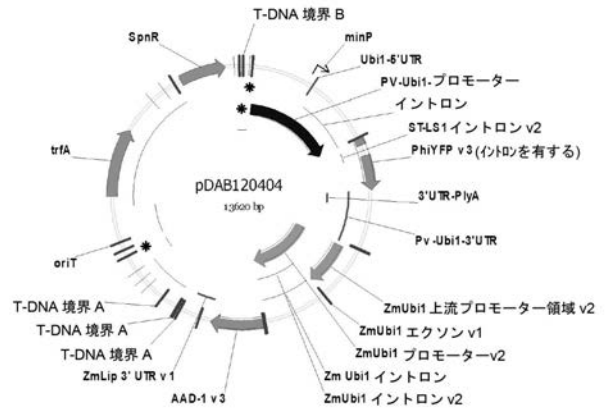 T-DNA 境界 B
SpnR
minP
Ubi1-5'UTR
PV-Ubi1-プロモーター
イントロン
ST-LS1 イントロン v2
PhiYFP v 3 (イントロンを有する)
trfA
pDAB120404
13620 bp
3'UTR-PlyA
Pv -Ubi1-3'UTR
oriT
ZmUbi1 上流プロモーター領域 v2
T-DNA 境界 A
ZmUbi1 エクソン v1
T-DNA 境界 A
ZmUbi1 プロモーターv2
T-DNA 境界 A
Zm Ubi1 イントロン
ZmLip 3' UTR v 1
ZmUbi1 イントロン v2
AAD-1 v 3